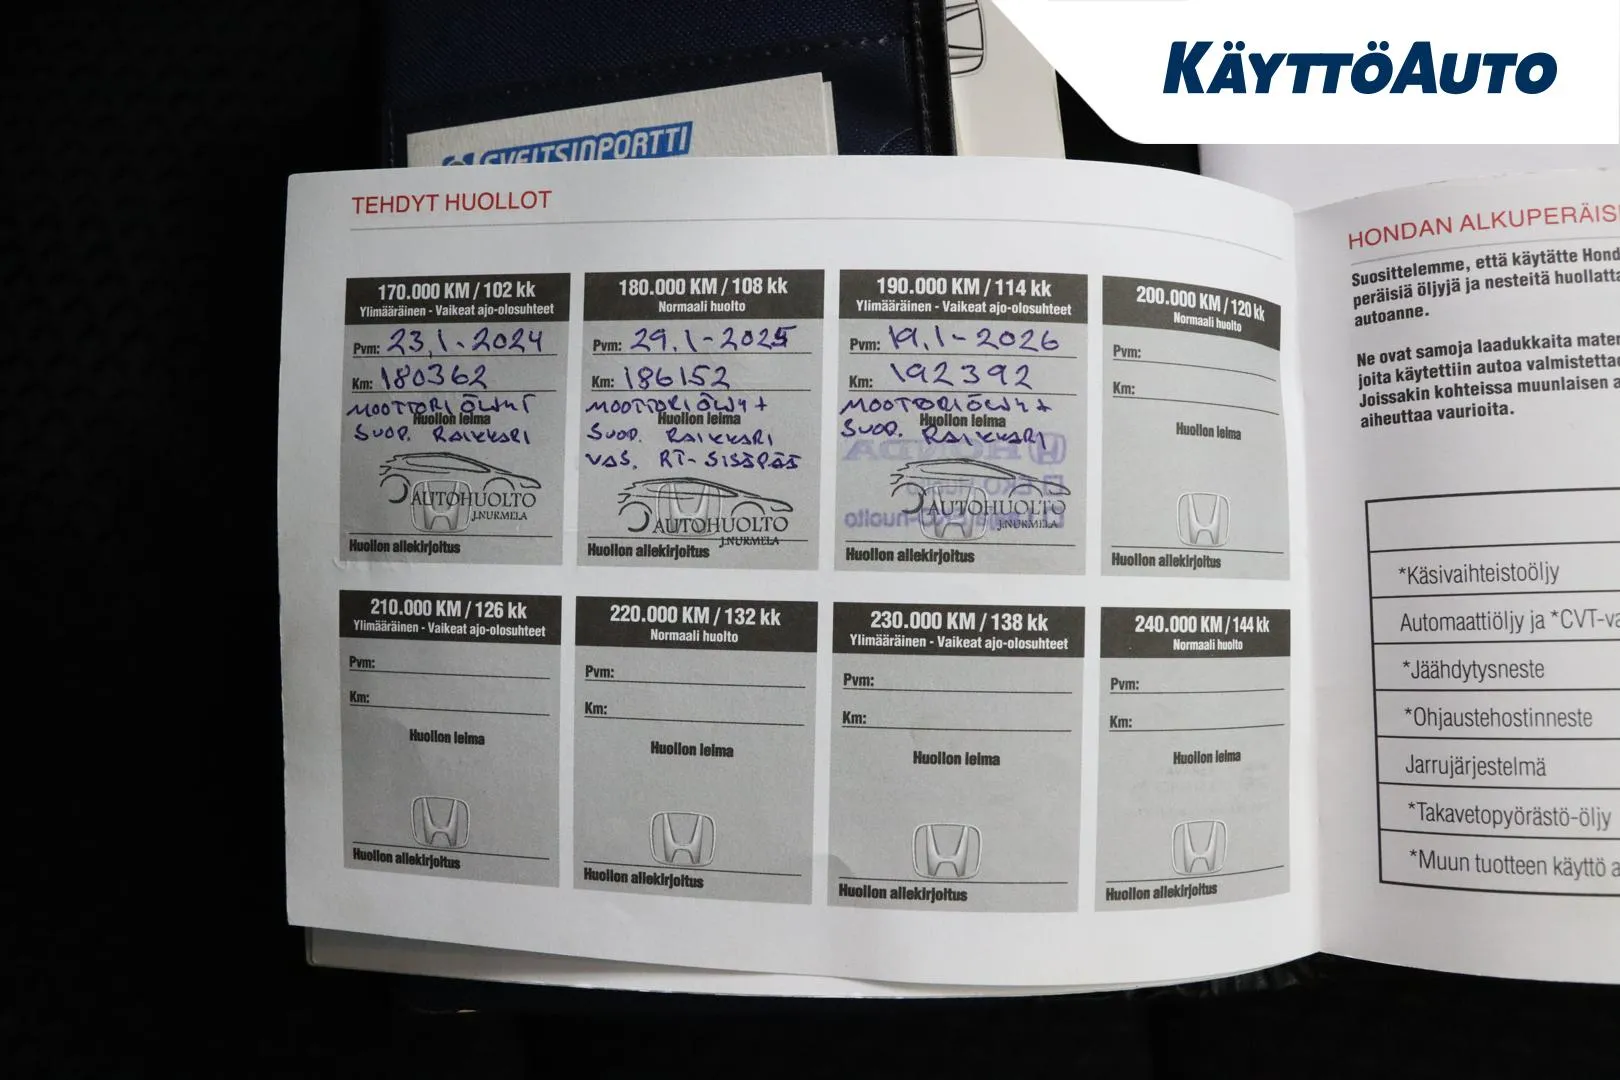 KÄYTTÖAUTO
SVEITSINPORTTI
TEHDYT HUOLLOT
170.000 KM / 102 kk
Ylimääräinen - Vaikeat ajo-olosuhteet
Pvm: 23.1-2024
Km: 180362
MOOTTORIÖLJYT
Huollon leima
SUOD. RAIKKARI
AUTOHUOLTO
J.NURMELA
Huollon allekirjoitus
180.000 KM / 108 kk
Normaali huolto
Pvm: 29.1-2025
Km: 186152
MOOTTORIÖLJY +
Huollon leima
SUOD. RAIKKARI
VAS. RT-SISÄPÄÄ
AUTOHUOLTO
J.NURMELA
Huollon allekirjoitus
190.000 KM / 114 kk
Ylimääräinen - Vaikeat ajo-olosuhteet
Pvm: 19.1-2026
Km: 192392
MOOTTORIÖLJY +
Huollon leima
SUOD. RAIKKARI
HONDA
AUTOHUOLTO
J.NURMELA
Huollon allekirjoitus
200.000 KM / 120 kk
Normaali huolto
Pvm:
Km:
Huollon leima
Huollon allekirjoitus
210.000 KM / 126 kk
Ylimääräinen - Vaikeat ajo-olosuhteet
Pvm:
Km:
Huollon leima
Huollon allekirjoitus
220.000 KM / 132 kk
Normaali huolto
Pvm:
Km:
Huollon leima
Huollon allekirjoitus
230.000 KM / 138 kk
Ylimääräinen - Vaikeat ajo-olosuhteet
Pvm:
Km:
Huollon leima
Huollon allekirjoitus
240.000 KM / 144 kk
Normaali huolto
Pvm:
Km:
Huollon leima
Huollon allekirjoitus
HONDAN ALKUPERÄIS
Suosittelemme, että käytätte Hond
peräisiä öljyjä ja nesteitä huollatta
autoanne.
Ne ovat samoja laadukkaita mater
joita käytettiin autoa valmistettaes
Joissakin kohteissa muunlaisen a
aiheuttaa vaurioita.
*Käsivaihteistoöljy
Automaattiöljy ja *CVT-va
*Jäähdytysneste
*Ohjaustehostinneste
Jarrujärjestelmä
*Takavetopyörästö-öljy
*Muun tuotteen käyttö a